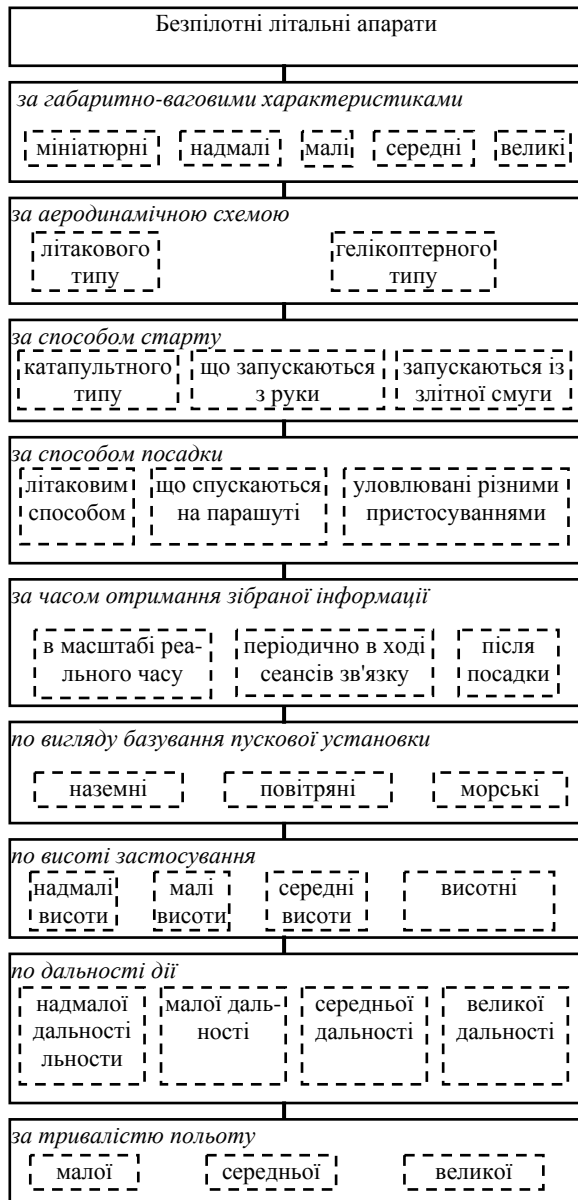 Безпілотні літальні апарати
за габаритно-ваговими характеристиками
мініатюрні надмалі малі середні великі
за аеродинамічною схемою
літакового гелікоптерного
типу типу
за способом старту
катапультного що запускаються запускаються із
типу з руки злітної смуги
за способом посадки
літаковим що спускаються уловлювані різними
способом на парашуті пристосуваннями
за часом отримання зібраної інформації
в масштабі реа- періодично в ході після
льного часу сеансів зв'язку посадки
по вигляду базування пускової установки
наземні повітряні морські
по висоті застосування
надмалі малі середні висотні
висоти висоти висоти
по дальності дії
надмалої малої даль- середньої великої
дальності ності дальності дальності
льности
за тривалістю польоту
малої середньої великої